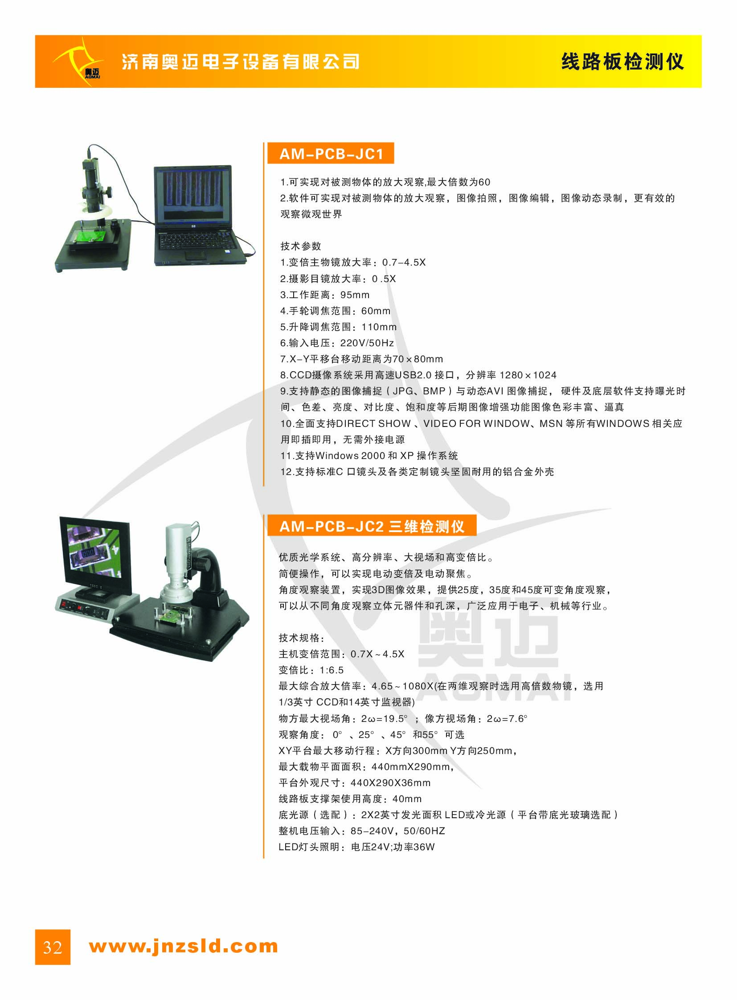 奥迈
AOMAI
济南奥迈电子设备有限公司
线路板检测仪
AM-PCB-JC1
1.可实现对被测物体的放大观察,最大倍数为60
2.软件可实现对被测物体的放大观察，图像拍照，图像编辑，图像动态录制，更有效的
观察微观世界
技术参数
1.变倍主物镜放大率：0.7-4.5X
2.摄影目镜放大率：0 .5X
3.工作距离：95mm
4.手轮调焦范围：60mm
5.升降调焦范围：110mm
6.输入电压：220V/50Hz
7.X-Y平移台移动距离为70×80mm
8.CCD摄像系统采用高速USB2.0 接口，分辨率 1280×1024
9.支持静态的图像捕捉（JPG、BMP）与动态AVI 图像捕捉， 硬件及底层软件支持曝光时
间、色差、亮度、对比度、饱和度等后期图像增强功能图像色彩丰富、逼真
10.全面支持DIRECT SHOW 、VIDEO FOR WINDOW、MSN 等所有WINDOWS 相关应
用即插即用，无需外接电源
11.支持Windows 2000 和 XP 操作系统
12.支持标准C 口镜头及各类定制镜头坚固耐用的铝合金外壳
AM-PCB-JC2 三维检测仪
优质光学系统、高分辨率、大视场和高变倍比。
简便操作，可以实现电动变倍及电动聚焦。
角度观察装置，实现3D图像效果，提供25度，35度和45度可变角度观察，
可以从不同角度观察立体元器件和孔深，广泛应用于电子、机械等行业。
技术规格：
主机变倍范围：0.7X~4.5X
变倍比：1:6.5
最大综合放大倍率：4.65~1080X(在两维观察时选用高倍数物镜，选用
1/3英寸 CCD和14英寸监视器)
物方最大视场角：2ω=19.5° ；像方视场角：2ω=7.6°
观察角度： 0° 、25° 、45° 和55° 可选
XY平台最大移动行程：X方向300mm Y方向250mm，
最大载物平面面积：440mmX290mm，
平台外观尺寸：440X290X36mm
线路板支撑架使用高度：40mm
底光源（选配）：2X2英寸发光面积 LED或冷光源（平台带底光玻璃选配）
整机电压输入：85-240V，50/60HZ
LED灯头照明：电压24V;功率36W
奥迈
AOMAI
32
www.jnzsld.com